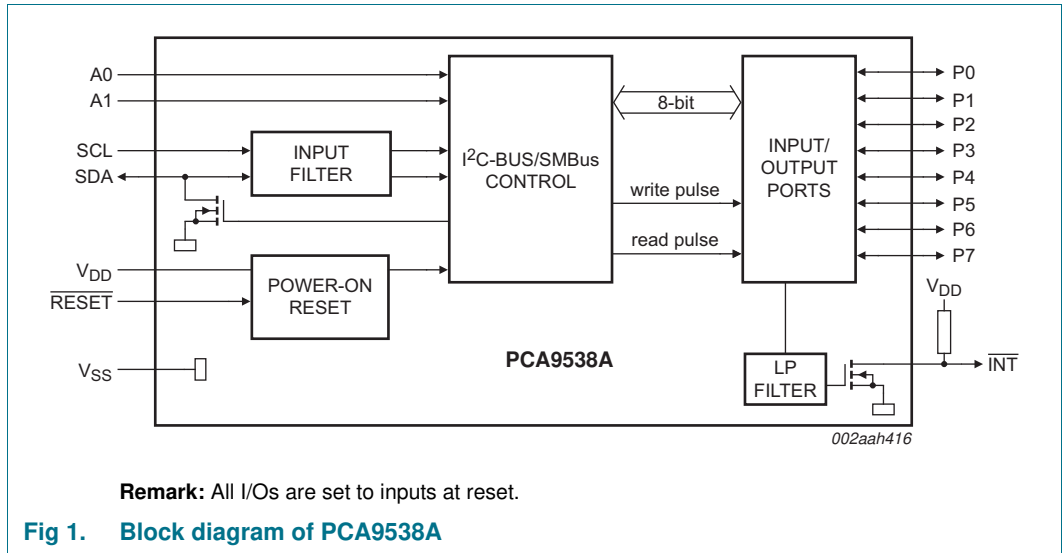 A0
A1
SCL
SDA
INPUT
FILTER
I²C-BUS/SMBus
CONTROL
8-bit
write pulse
read pulse
INPUT/
OUTPUT
PORTS
P0
P1
P2
P3
P4
P5
P6
P7
VDD
RESET
POWER-ON
RESET
VSS
PCA9538A
LP
FILTER
VDD
INT
002aah416
Remark: All I/Os are set to inputs at reset.
Fig 1. Block diagram of PCA9538A